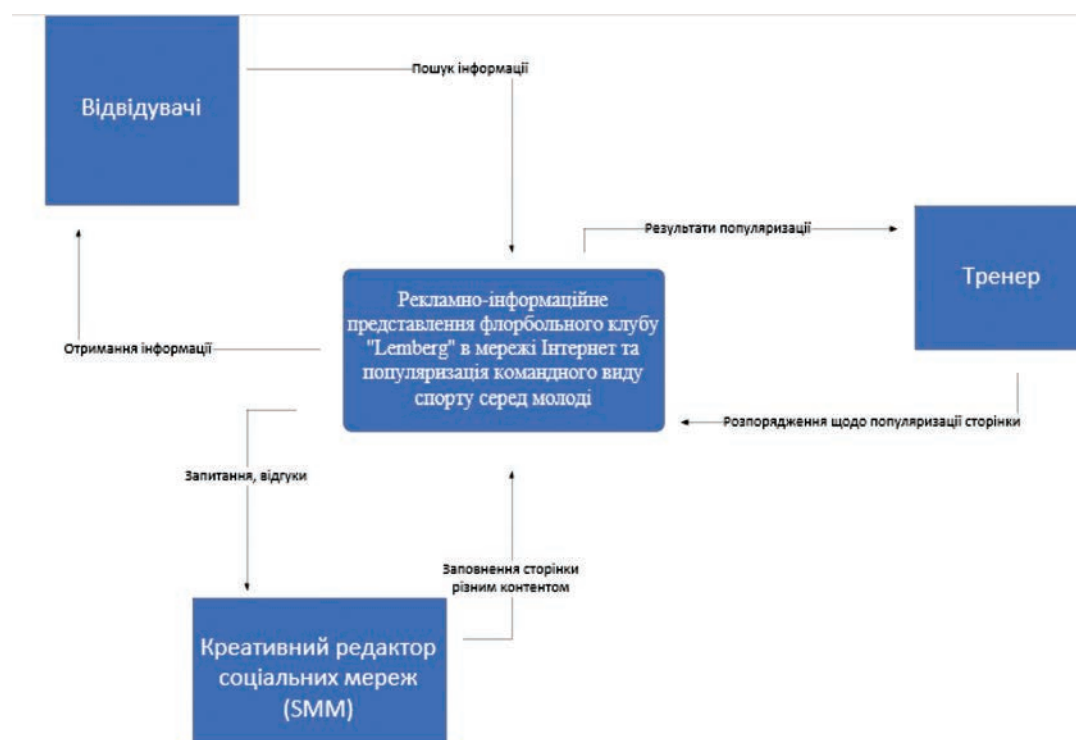 Відвідувачі
Пошук інформації
Результати популяризації
Тренер
Рекламно-інформаційне
представлення флорбольного клубу
"Lemberg" в мережі Інтернет та
популяризація командного виду
спорту серед молоді
Отримання інформації
Розпорядження щодо популяризації сторінки
Запитання, відгуки
Заповнення сторінки
різним контентом
Креативний редактор
соціальних мереж
(SMM)